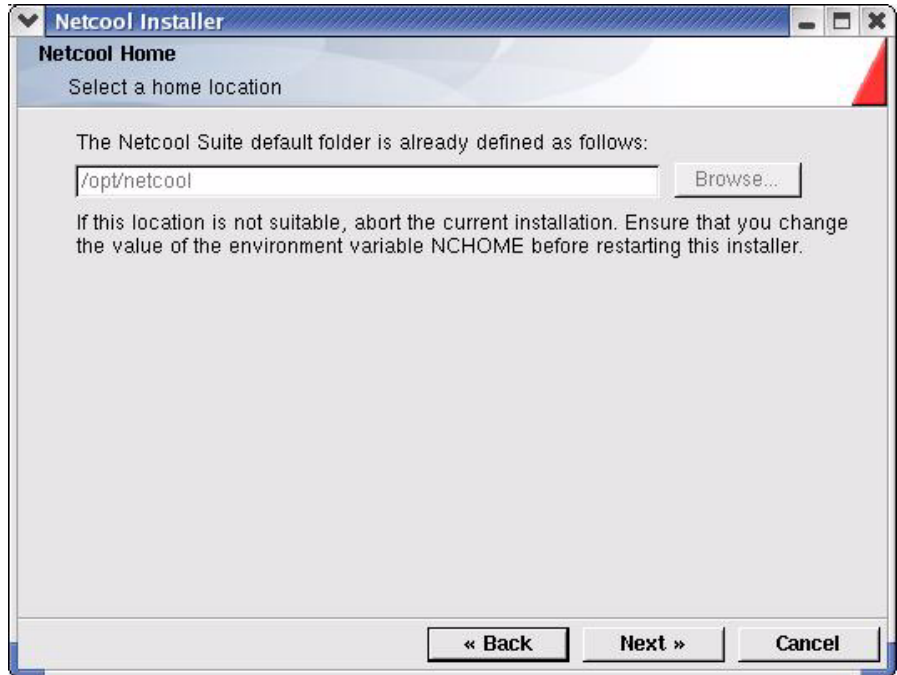 Netcool Installer
Netcool Home
Select a home location
The Netcool Suite default folder is already defined as follows:
/opt/netcool
Browse...
If this location is not suitable, abort the current installation. Ensure that you change
the value of the environment variable NCHOME before restarting this installer.
« Back
Next »
Cancel